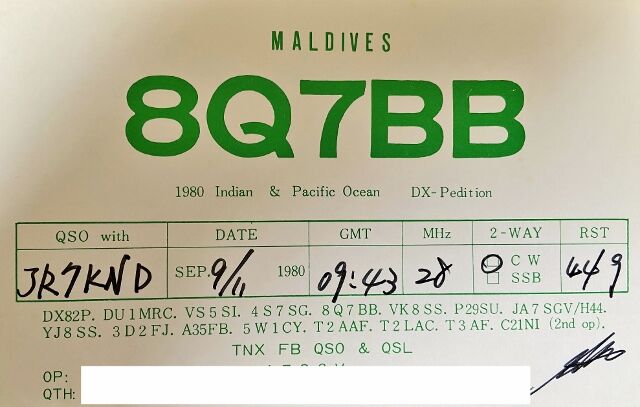 MALDIVES
8Q7BB
1980 Indian & Pacific Ocean DX-Pedition
QSO with DATE GMT MHz 2-WAY RST
JR7KND SEP. 9/11 1980 09:43 28 CW 449
SSB
DX82P. DU1MRC. VS5SI. 4S7SG. 8Q7BB. VK8SS. P29SU. JA7SGV/H44.
YJ8SS. 3D2FJ. A35FB. 5W1CY. T2AAF. T2LAC. T3AF. C21NI (2nd op).
TNX FB QSO & QSL
OP:
QTH: